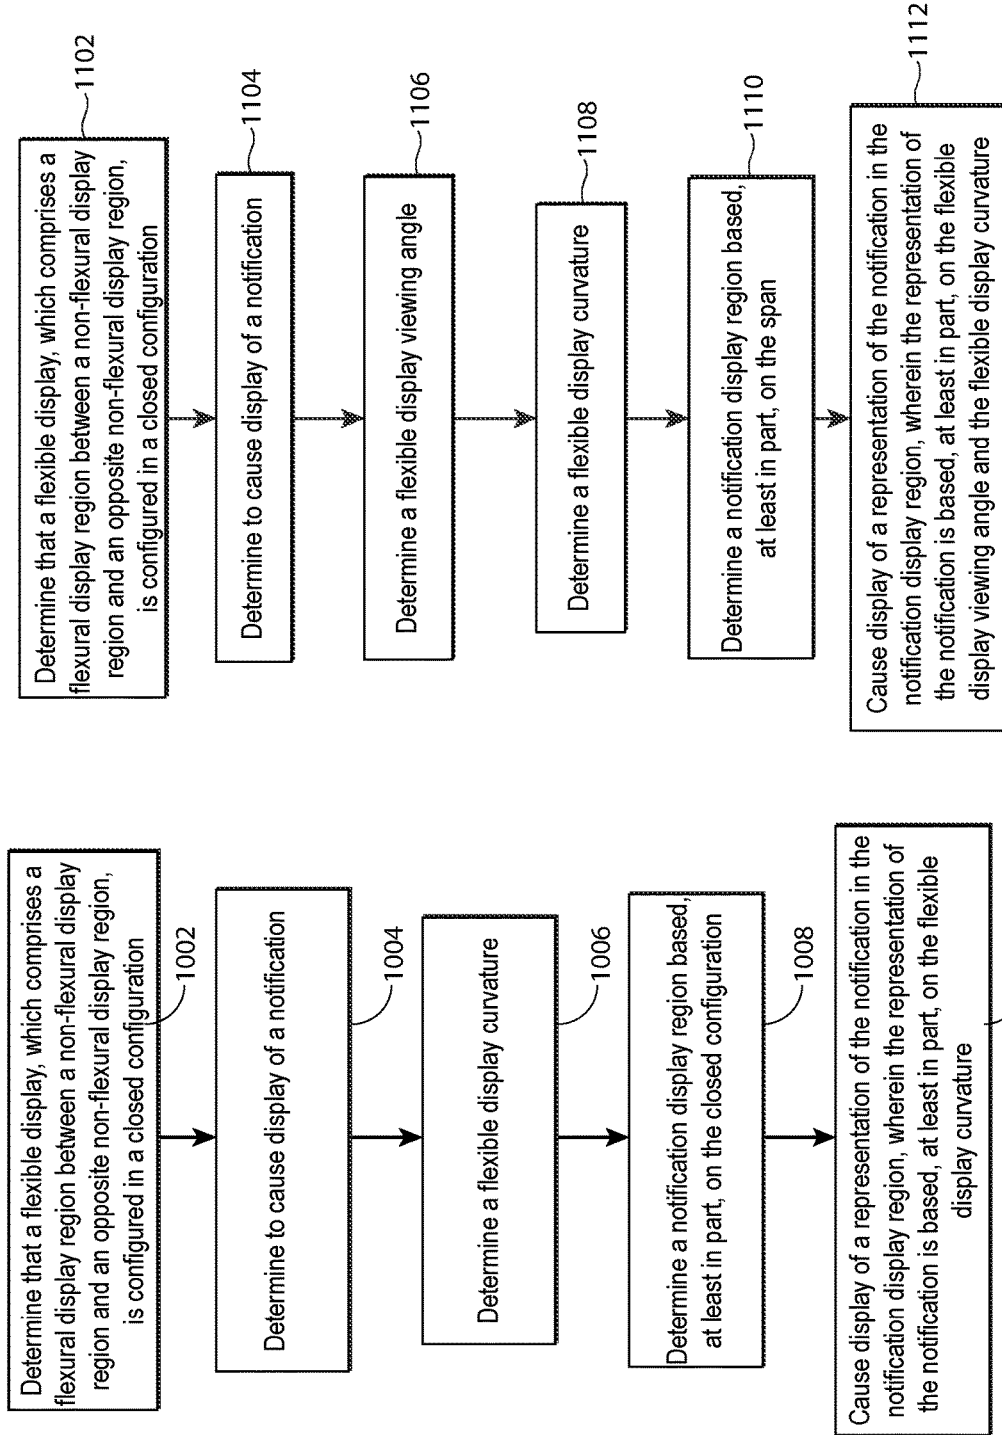 Determine that a flexible display, which comprises a
flexural display region between a non-flexural display
region and an opposite non-flexural display region,
is configured in a closed configuration
1002
Determine to cause display of a notification
1004
Determine a flexible display curvature
1006
Determine a notification display region based,
at least in part, on the closed configuration
1008
Cause display of a representation of the notification in the
notification display region, wherein the representation of
the notification is based, at least in part, on the flexible
display curvature
Determine that a flexible display, which comprises a
flexural display region between a non-flexural display
region and an opposite non-flexural display region,
is configured in a closed configuration
1102
Determine to cause display of a notification
1104
Determine a flexible display viewing angle
1106
Determine a flexible display curvature
1108
Determine a notification display region based,
at least in part, on the span
1110
Cause display of a representation of the notification in the
notification display region, wherein the representation of
the notification is based, at least in part, on the flexible
display viewing angle and the flexible display curvature
1112